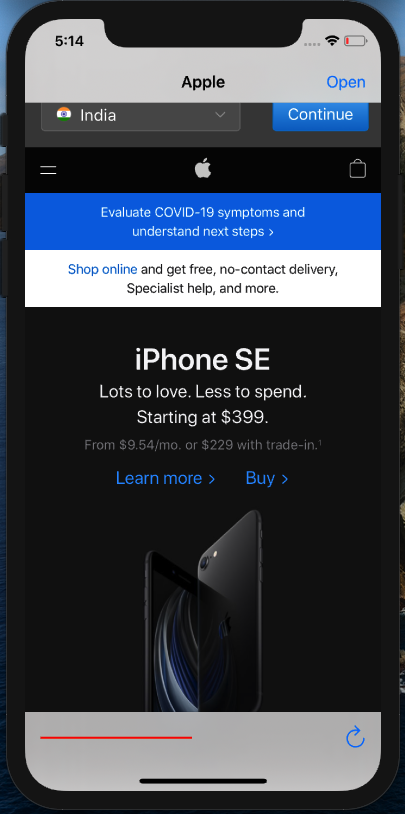 5:14
Apple
Open
India
Continue
Evaluate COVID-19 symptoms and
understand next steps >
Shop online and get free, no-contact delivery,
Specialist help, and more.
iPhone SE
Lots to love. Less to spend.
Starting at $399.
From $9.54/mo. or $229 with trade-in.¹
Learn more >
Buy >